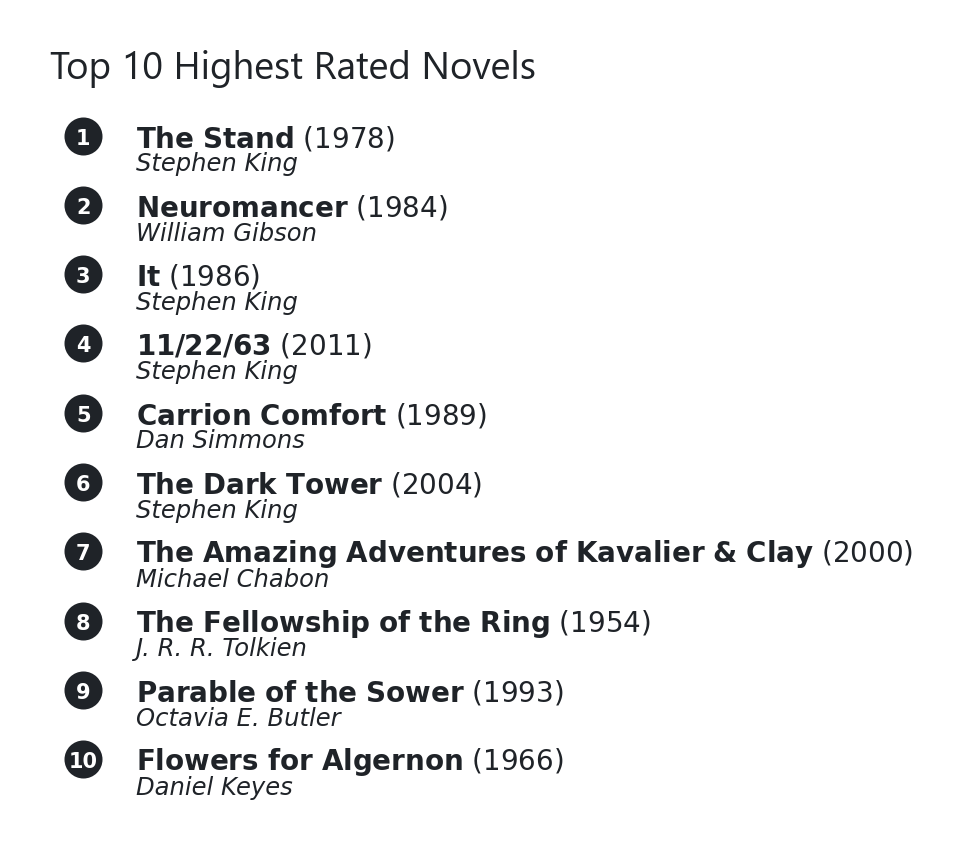 Top 10 Highest Rated Novels
1 The Stand (1978)
Stephen King
2 Neuromancer (1984)
William Gibson
3 It (1986)
Stephen King
4 11/22/63 (2011)
Stephen King
5 Carrion Comfort (1989)
Dan Simmons
6 The Dark Tower (2004)
Stephen King
7 The Amazing Adventures of Kavalier & Clay (2000)
Michael Chabon
8 The Fellowship of the Ring (1954)
J. R. R. Tolkien
9 Parable of the Sower (1993)
Octavia E. Butler
10 Flowers for Algernon (1966)
Daniel Keyes